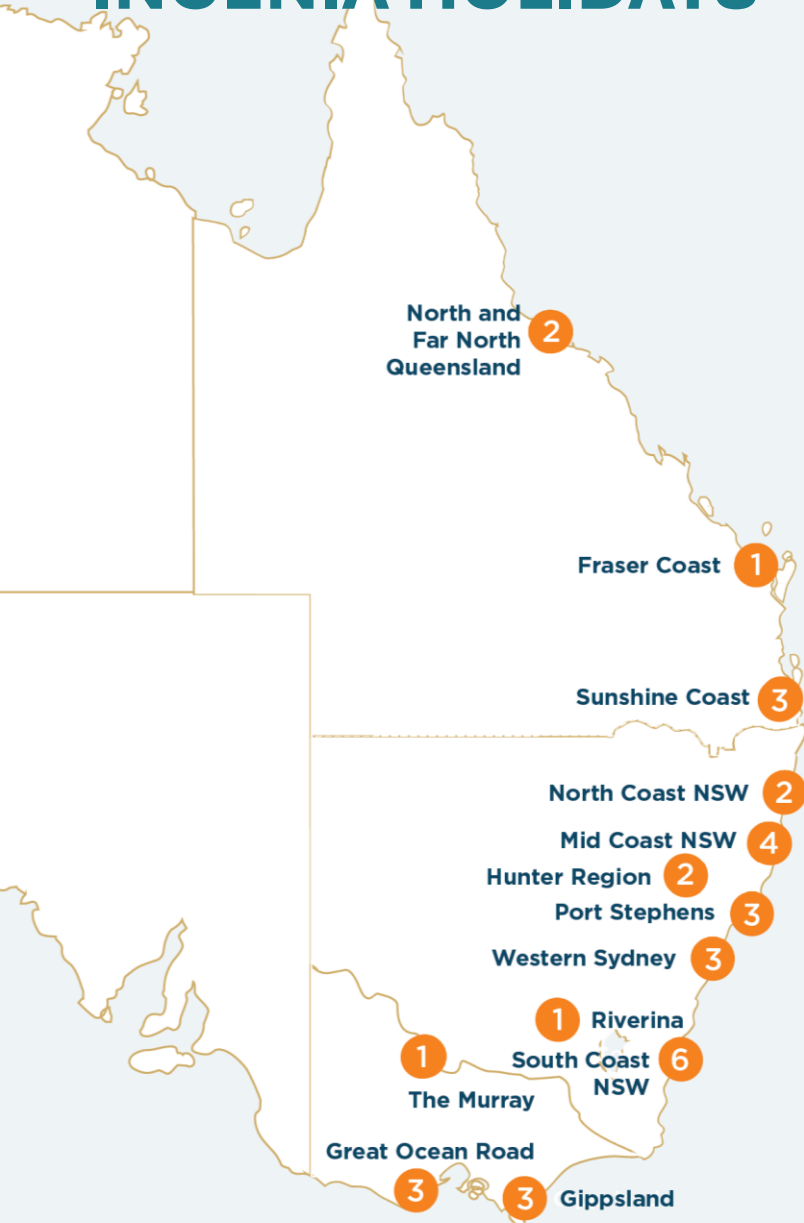 INGENIA HOLIDAYS
North and
Far North
Queensland
2
Fraser Coast
1
Sunshine Coast
3
North Coast NSW
2
Mid Coast NSW
4
Hunter Region
2
Port Stephens
3
Western Sydney
3
1
Riverina
South Coast
NSW
6
1
The Murray
Great Ocean Road
3
3
Gippsland